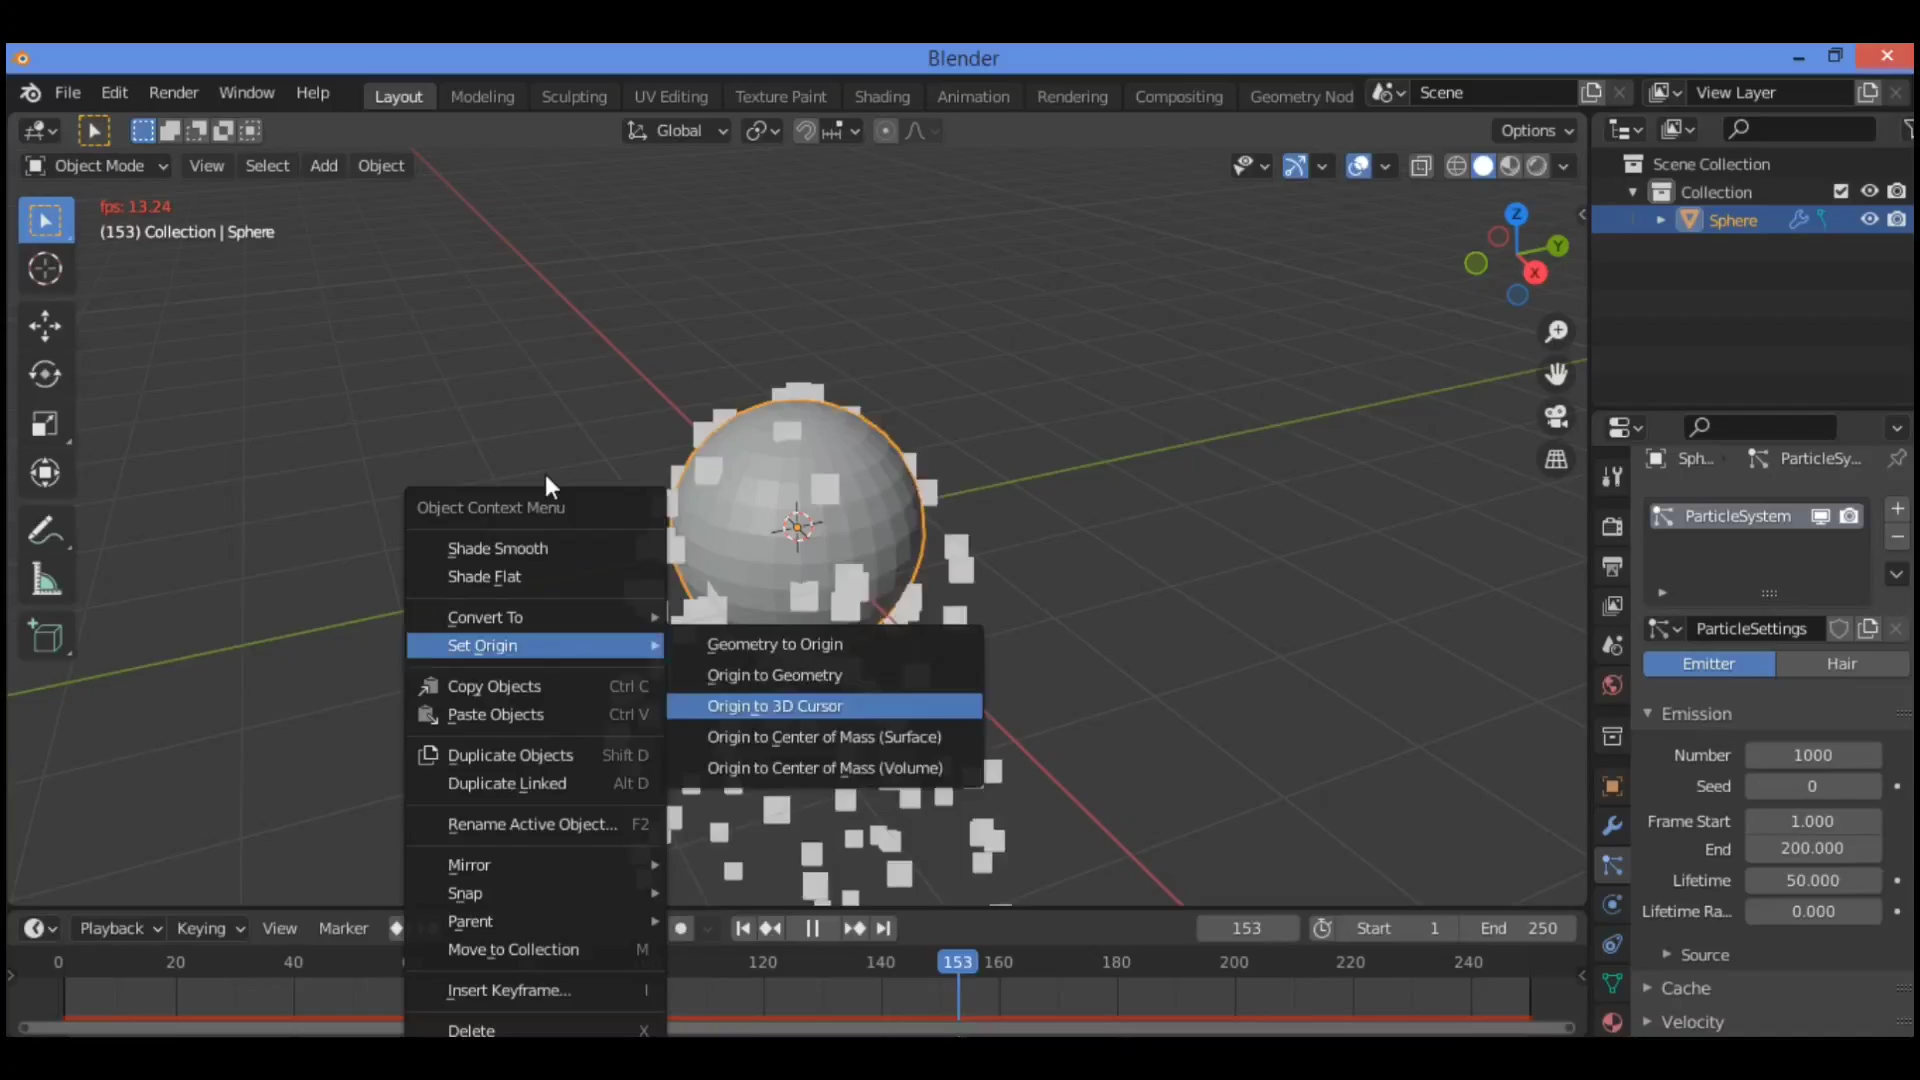 Blender
File Edit Render Window Help Layout Modeling Sculpting UV Editing Texture Paint Shading Animation Rendering Compositing Geometry Nod Scene View Layer
Global Options
Object Mode View Select Add Object
fps: 13.24
(153) Collection | Sphere
Z
Y
X
Scene Collection
Collection
Sphere
Object Context Menu
Shade Smooth
Shade Flat
Convert To
Set Origin
Copy Objects Ctrl C
Paste Objects Ctrl V
Duplicate Objects Shift D
Duplicate Linked Alt D
Rename Active Object... F2
Mirror
Snap
Parent
Move to Collection M
Insert Keyframe... I
Delete X
Geometry to Origin
Origin to Geometry
Origin to 3D Cursor
Origin to Center of Mass (Surface)
Origin to Center of Mass (Volume)
Sph... ParticleSy...
ParticleSystem
ParticleSettings
Emitter Hair
Emission
Number 1000
Seed 0
Frame Start 1.000
End 200.000
Lifetime 50.000
Lifetime Ra... 0.000
Source
Cache
Velocity
Playback Keying View Marker 153 Start 1 End 250
0 20 40 120 140 153 160 180 200 220 240